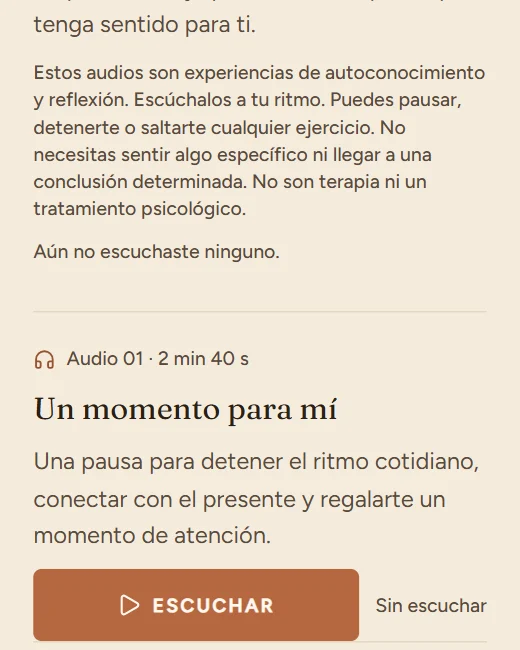 tenga sentido para ti.
Estos audios son experiencias de autoconocimiento
y reflexión. Escúchalos a tu ritmo. Puedes pausar,
detenerte o saltarte cualquier ejercicio. No
necesitas sentir algo específico ni llegar a una
conclusión determinada. No son terapia ni un
tratamiento psicológico.
Aún no escuchaste ninguno.
Audio 01 · 2 min 40 s
Un momento para mí
Una pausa para detener el ritmo cotidiano,
conectar con el presente y regalarte un
momento de atención.
ESCUCHAR
Sin escuchar